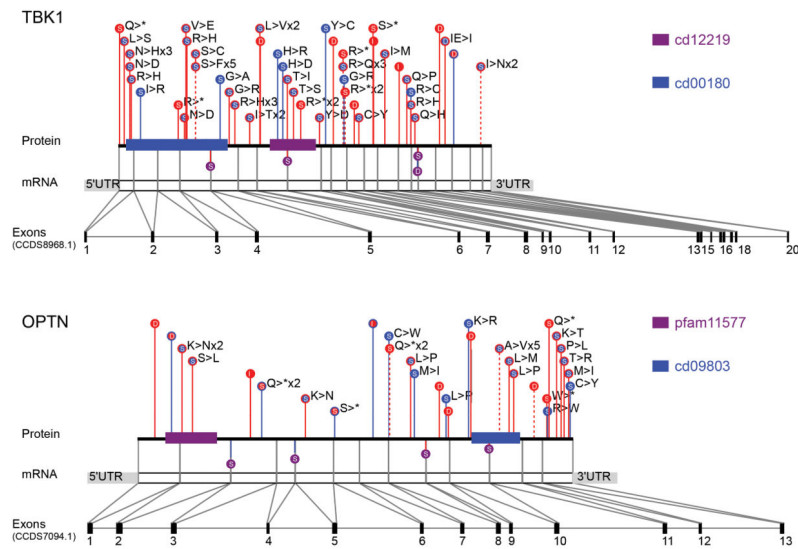 TBK1
cd12219
cd00180
Q>*
V>E
L>Vx2
Y>C
S>*
L>S
R>H
IE>I
N>Hx3
S>C
H>R
R>*
I>M
N>D
S>Fx5
H>D
R>Qx3
I>Nx2
R>H
G>A
T>I
G>R
Q>P
I>R
G>R
T>S
R>*x2
R>C
R>*
R>Hx3
R>*x2
R>H
N>D
I>Tx2
Y>D
C>Y
Q>H
Protein
mRNA
5'UTR
3'UTR
Exons
(CCDS8968.1)
1 2 3 4 5 6 7 8 9 10 11 12 13 15 16 18 20
OPTN
pfam11577
cd09803
K>R
Q>*
C>W
K>T
K>Nx2
Q>*x2
A>Vx5
P>L
S>L
L>P
L>M
T>R
M>I
L>P
M>I
Q>*x2
C>Y
K>N
L>P
W>*
S>*
R>W
Protein
mRNA
5'UTR
3'UTR
Exons
(CCDS7094.1)
1 2 3 4 5 6 7 8 9 10 11 12 13